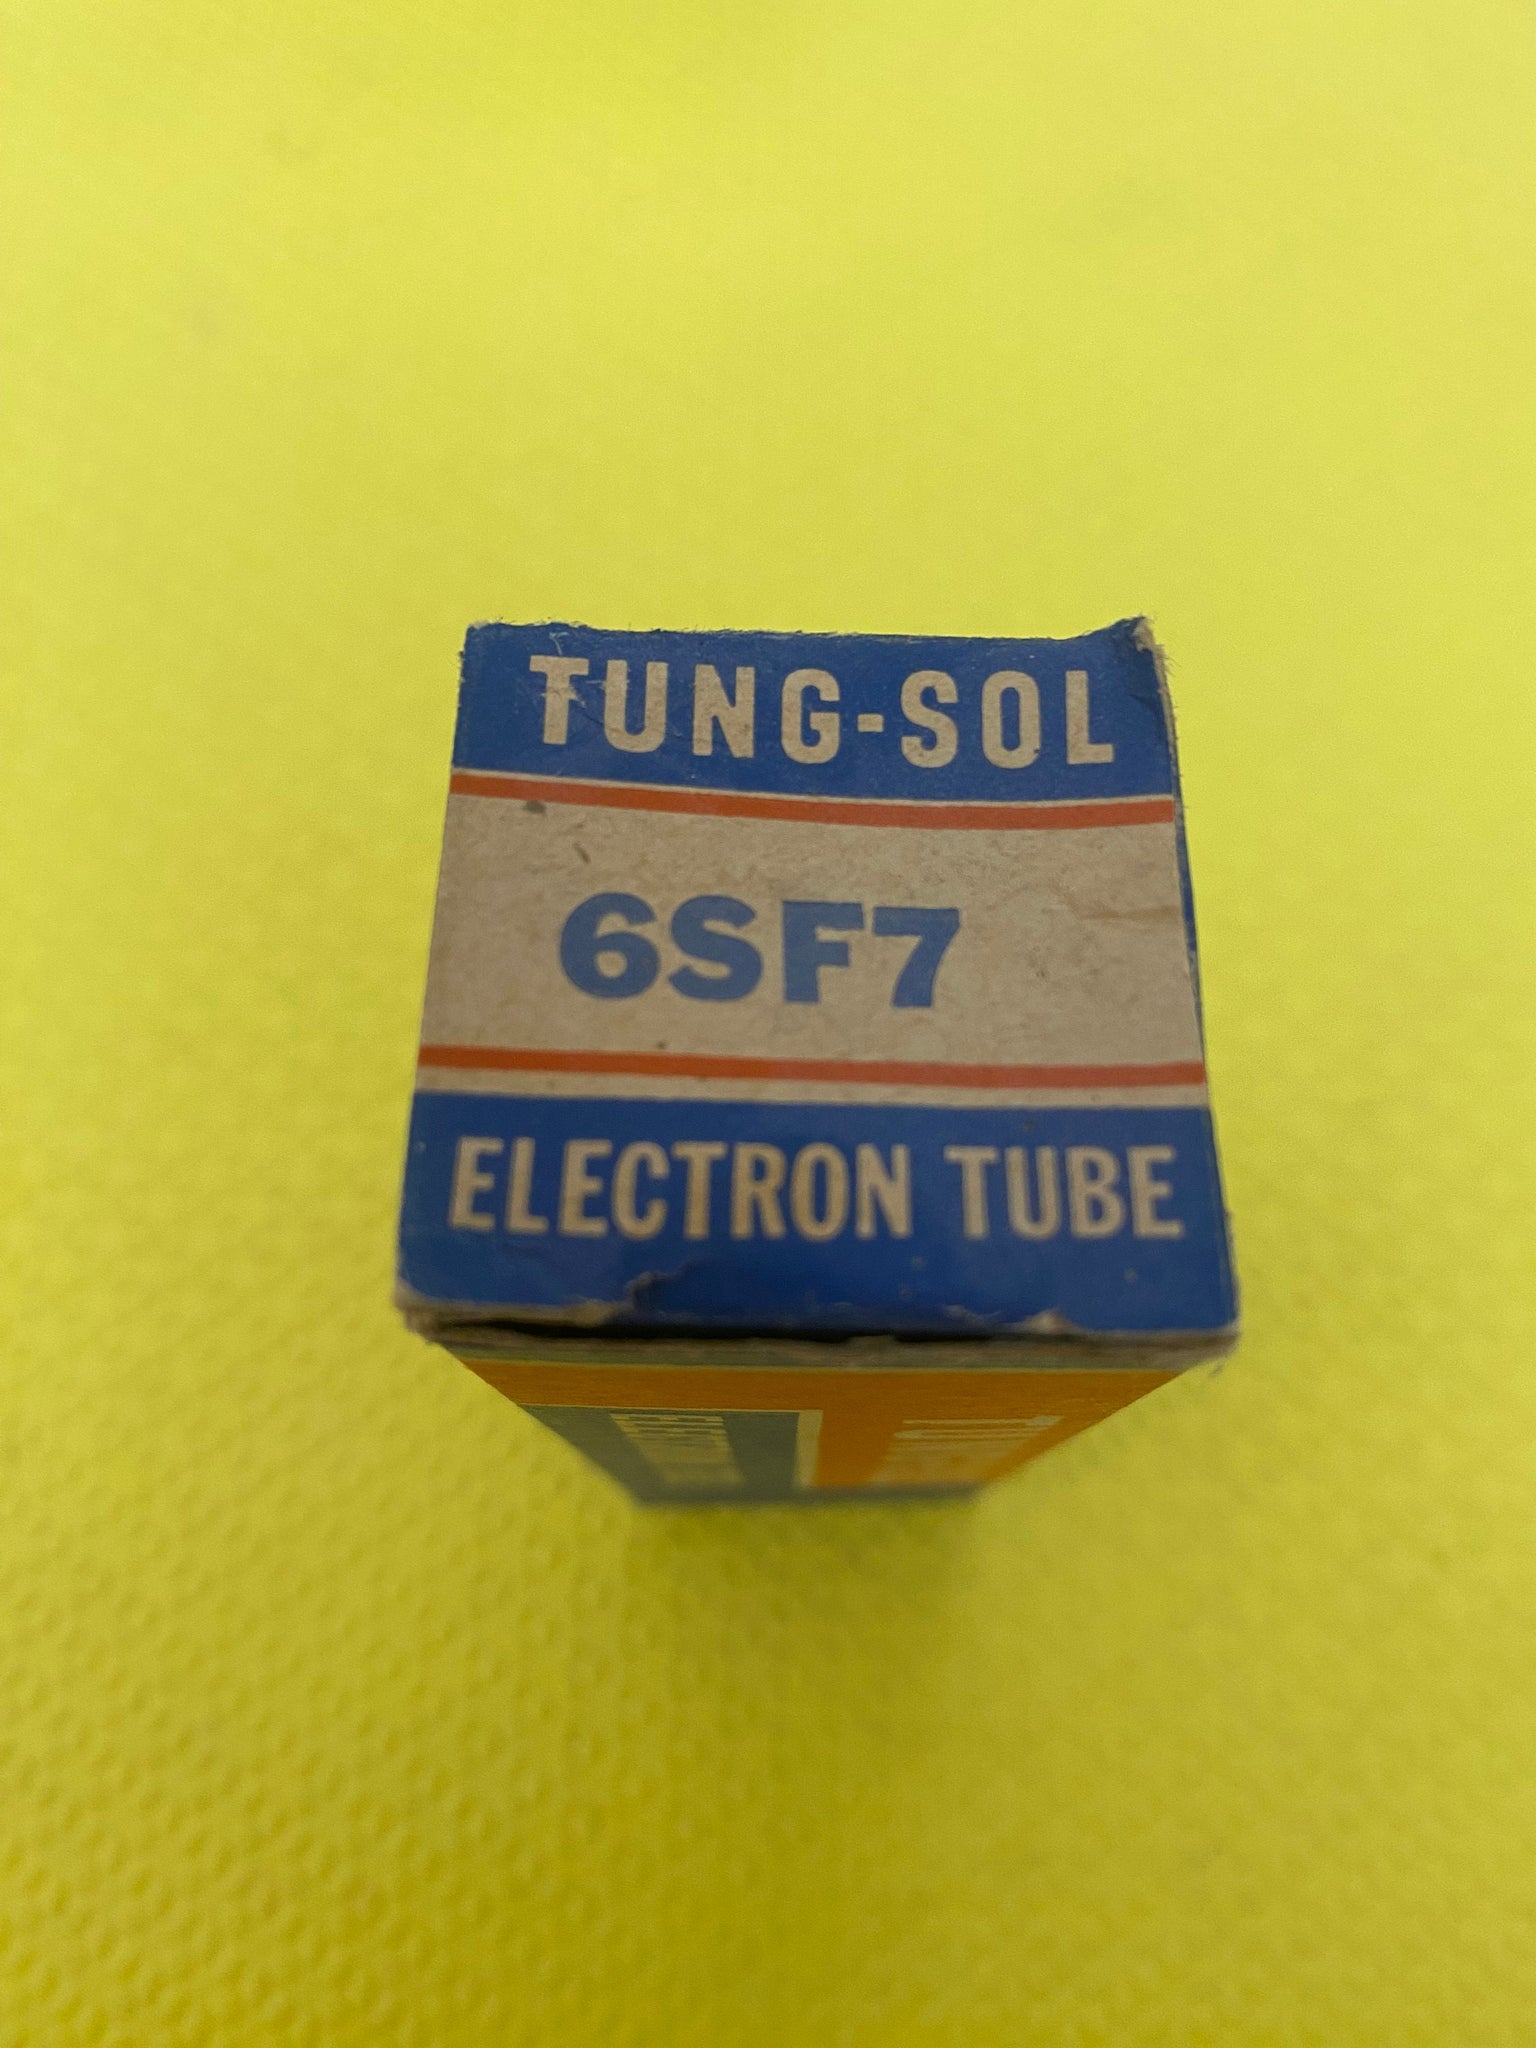 TUNG-SOL
6SF7
ELECTRON TUBE